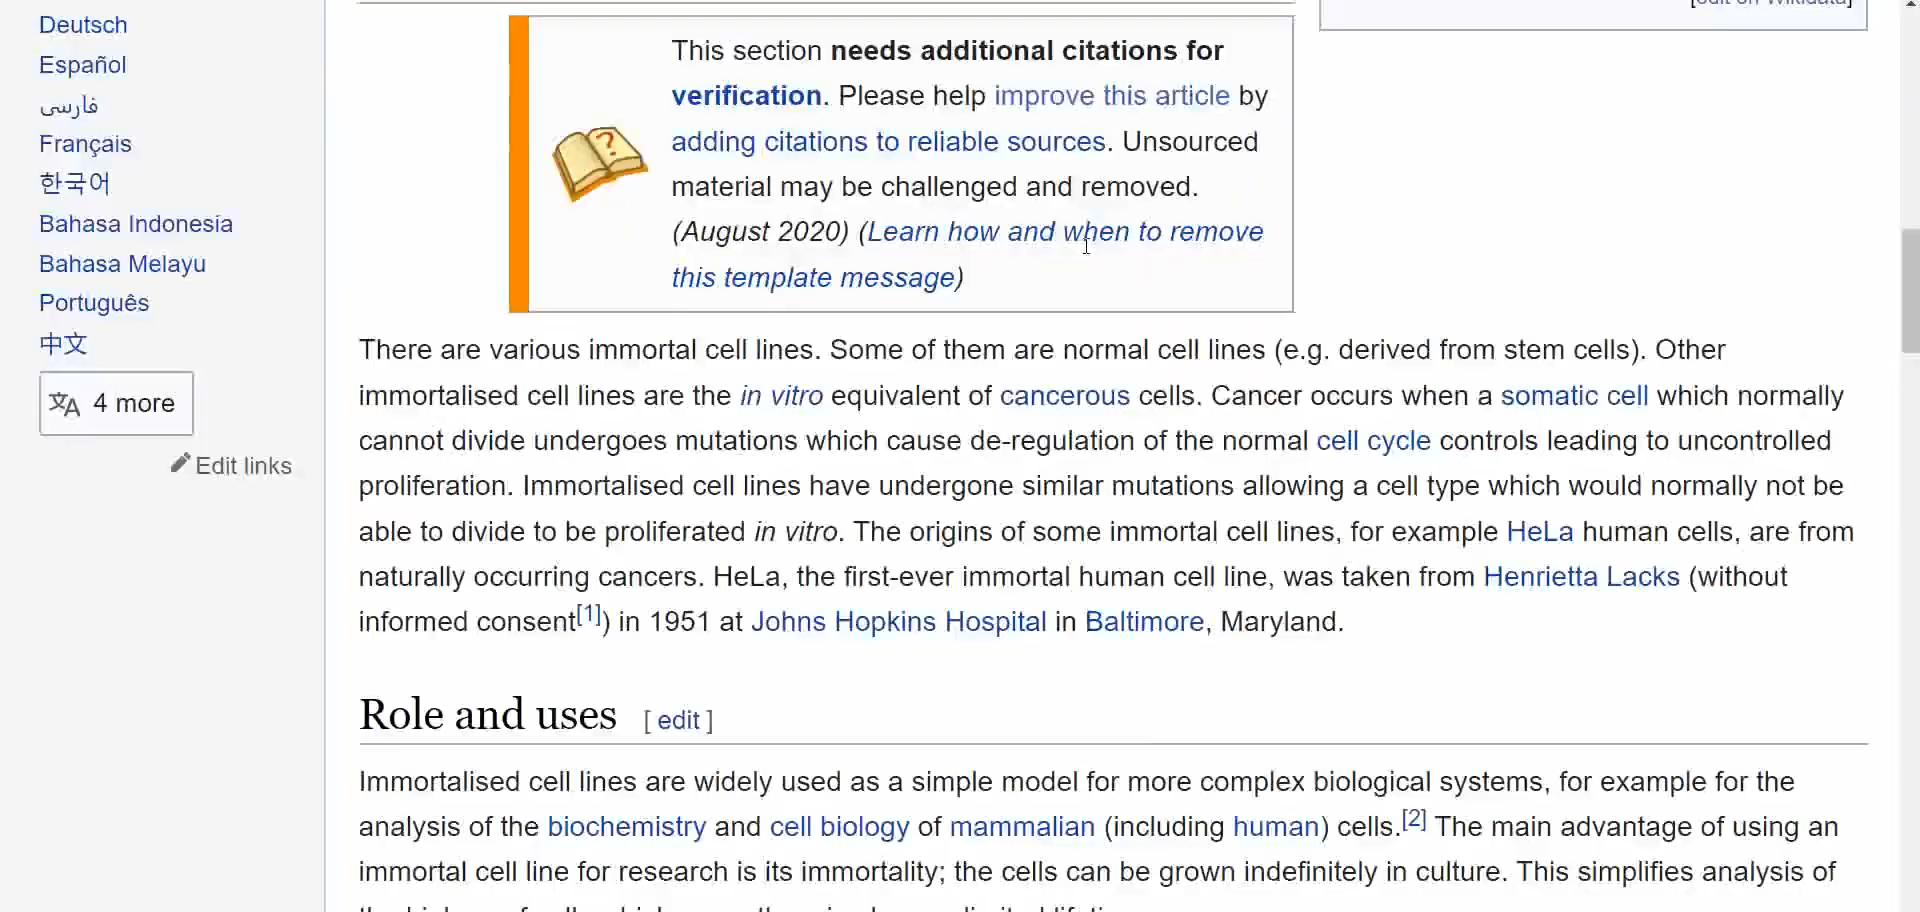 Deutsch
Español
فارسی
Français
한국어
Bahasa Indonesia
Bahasa Melayu
Português
中文
4 more
Edit links
[edit on Wikidata]
This section needs additional citations for
verification. Please help improve this article by
adding citations to reliable sources. Unsourced
material may be challenged and removed.
(August 2020) (Learn how and when to remove
this template message)
There are various immortal cell lines. Some of them are normal cell lines (e.g. derived from stem cells). Other
immortalised cell lines are the in vitro equivalent of cancerous cells. Cancer occurs when a somatic cell which normally
cannot divide undergoes mutations which cause de-regulation of the normal cell cycle controls leading to uncontrolled
proliferation. Immortalised cell lines have undergone similar mutations allowing a cell type which would normally not be
able to divide to be proliferated in vitro. The origins of some immortal cell lines, for example HeLa human cells, are from
naturally occurring cancers. HeLa, the first-ever immortal human cell line, was taken from Henrietta Lacks (without
informed consent[1]) in 1951 at Johns Hopkins Hospital in Baltimore, Maryland.
Role and uses [ edit ]
Immortalised cell lines are widely used as a simple model for more complex biological systems, for example for the
analysis of the biochemistry and cell biology of mammalian (including human) cells.[2] The main advantage of using an
immortal cell line for research is its immortality; the cells can be grown indefinitely in culture. This simplifies analysis of